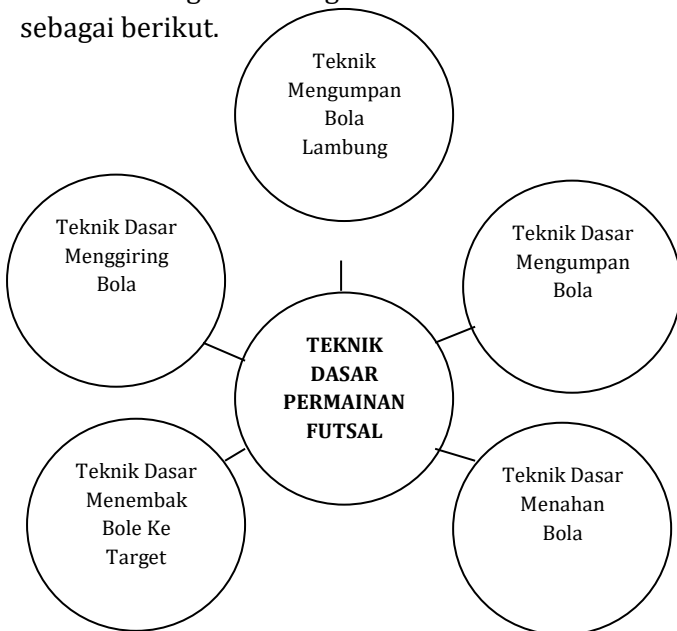 sebagai berikut.
Teknik
Mengumpan
Bola
Lambung
Teknik Dasar
Menggiring
Bola
Teknik Dasar
Mengumpan
Bola
TEKNIK
DASAR
PERMAINAN
FUTSAL
Teknik Dasar
Menembak
Bole Ke
Target
Teknik Dasar
Menahan
Bola